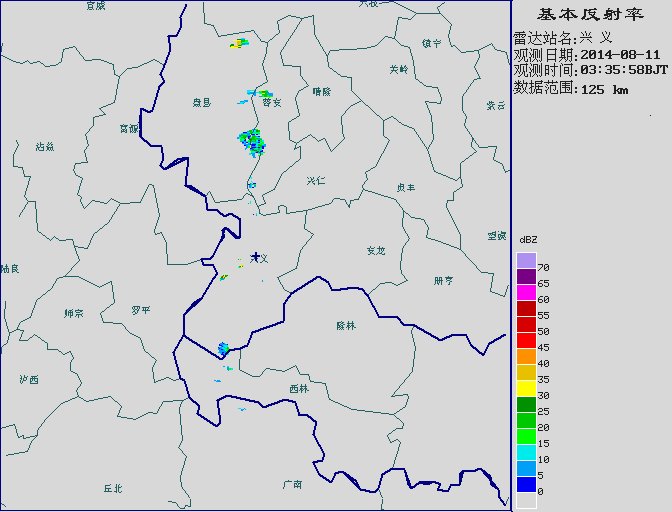 基本反射率
雷达站名:兴 义
观测日期:2014-08-11
观测时间:03:35:58BJT
数据范围:125 km
宣威
镇宁
关岭
盘县
普安
晴隆
紫云
富源
沾益
兴仁
贞丰
望谟
兴义
安龙
陆良
册亨
师宗
罗平
隆林
泸西
西林
丘北
广南
dBZ
70
65
60
55
50
45
40
35
30
25
20
15
10
5
0